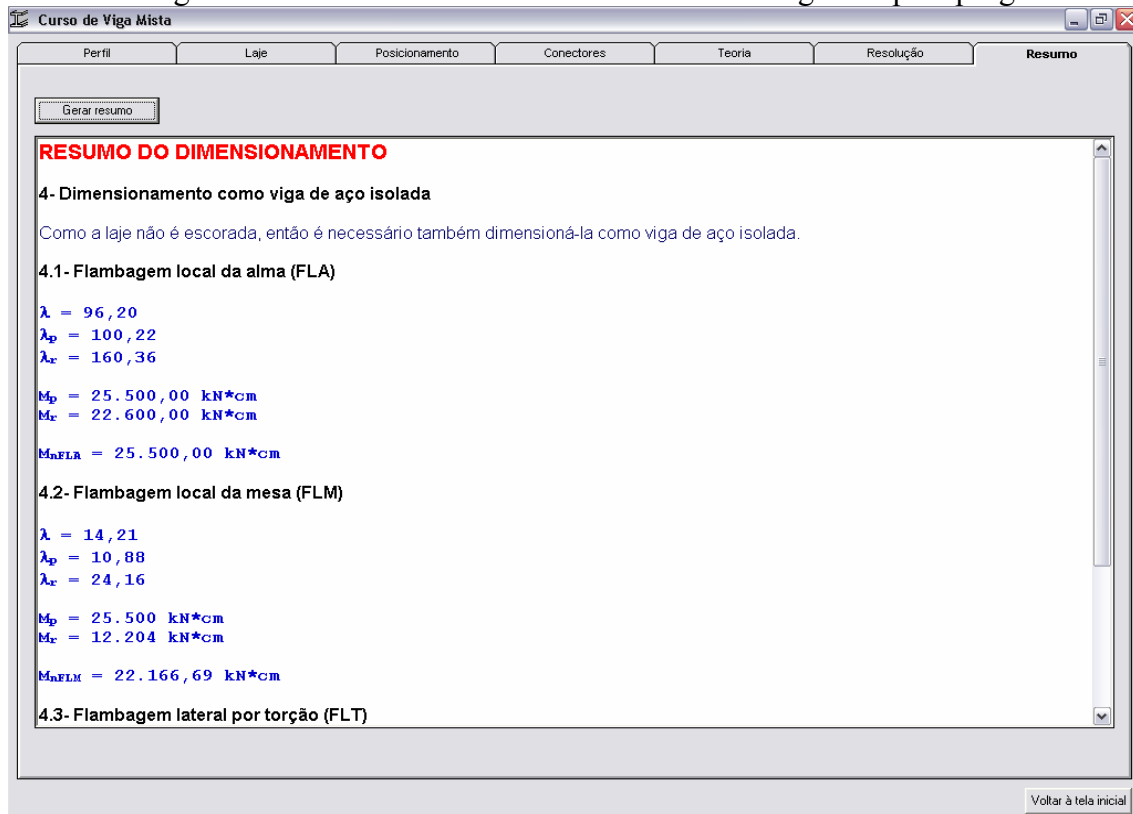 Curso de Viga Mista
Perfil Laje Posicionamento Conectores Teoria Resolução Resumo
Gerar resumo
RESUMO DO DIMENSIONAMENTO
4- Dimensionamento como viga de aço isolada
Como a laje não é escorada, então é necessário também dimensioná-la como viga de aço isolada.
4.1- Flambagem local da alma (FLA)
λ = 96,20
λp = 100,22
λr = 160,36
Mp = 25.500,00 kN*cm
Mr = 22.600,00 kN*cm
MnFLA = 25.500,00 kN*cm
4.2- Flambagem local da mesa (FLM)
λ = 14,21
λp = 10,88
λr = 24,16
Mp = 25.500 kN*cm
Mr = 12.204 kN*cm
MnFLM = 22.166,69 kN*cm
4.3- Flambagem lateral por torção (FLT)
Voltar à tela inicial